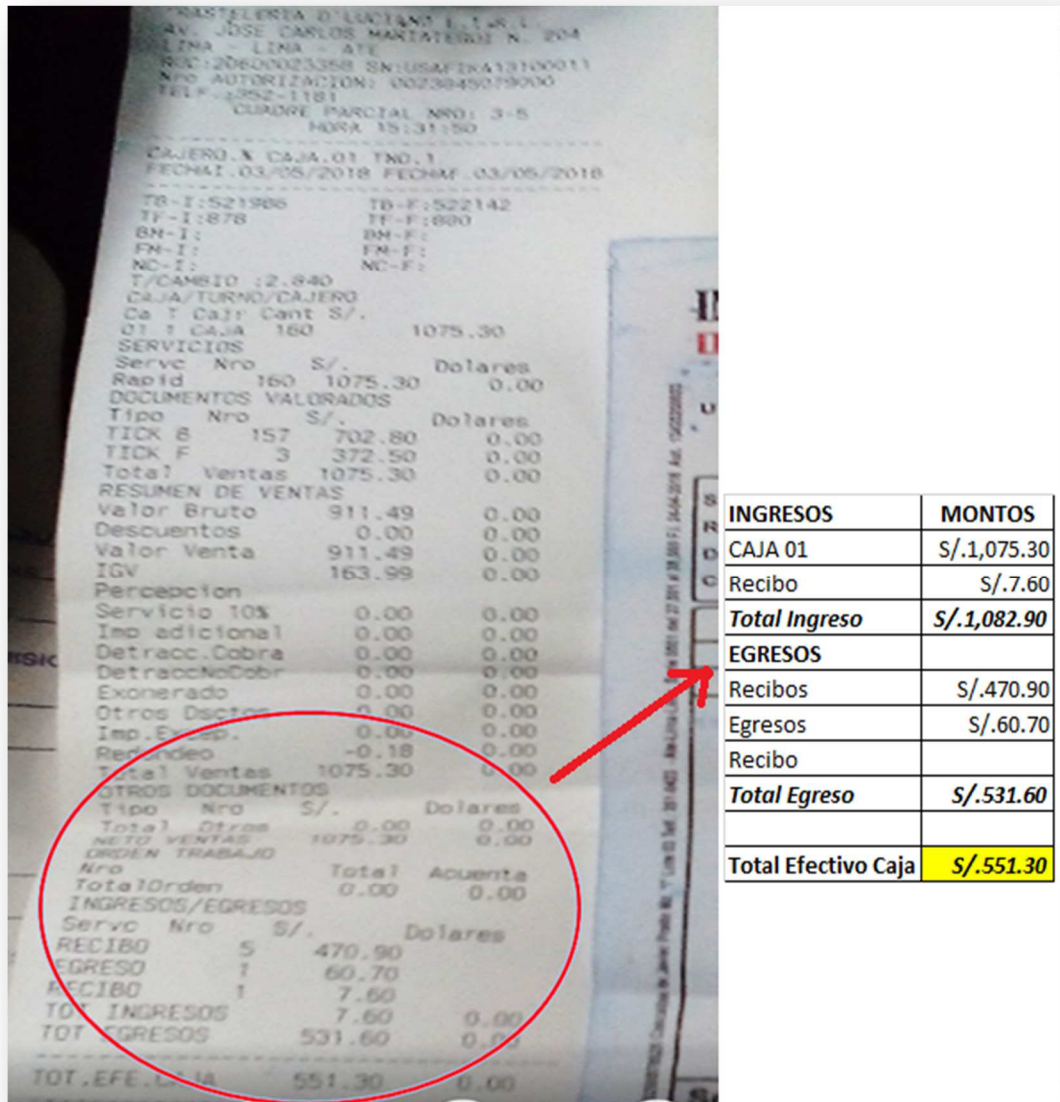 PASTELERIA D'LUCIANO E.I.R.L.
AV. JOSE CARLOS MARIATEGUI N. 204
LIMA - LIMA - ATE
RUC:20600023358 SN:USAFIKA13100011
Nro AUTORIZACION: 0023845079000
TELF.:352-1181
CUADRE PARCIAL NRO: 3-5
HORA 15:31:50
CAJERO.% CAJA.01 TNO.1
FECHAI.03/05/2018 FECHAF.03/05/2018
TB-I:521986 TB-F:522142
TF-I:878 TF-F:880
BM-I: BM-F:
FM-I: FM-F:
NC-I: NC-F:
T/CAMBIO :2.840
CAJA/TURNO/CAJERO
Ca T Cajr Cant S/.
01 1 CAJA 160 1075.30
SERVICIOS
Servc Nro S/. Dolares
Rapid 160 1075.30 0.00
DOCUMENTOS VALORADOS
Tipo Nro S/. Dolares
TICK B 157 702.80 0.00
TICK F 3 372.50 0.00
Total Ventas 1075.30 0.00
RESUMEN DE VENTAS
Valor Bruto 911.49 0.00
Descuentos 0.00 0.00
Valor Venta 911.49 0.00
IGV 163.99 0.00
Percepcion
Servicio 10% 0.00 0.00
Imp adicional 0.00 0.00
Detracc.Cobra 0.00 0.00
DetraccNoCobr 0.00 0.00
Exonerado 0.00 0.00
Otros Dsctos 0.00 0.00
Imp.Excep. 0.00 0.00
Redondeo -0.18 0.00
Total Ventas 1075.30 0.00
OTROS DOCUMENTOS
Tipo Nro S/. Dolares
Total Otros 0.00 0.00
NETO VENTAS 1075.30 0.00
ORDEN TRABAJO
Nro Total Acuenta
TotalOrden 0.00 0.00
INGRESOS/EGRESOS
Servc Nro S/. Dolares
RECIBO 5 470.90
EGRESO 1 60.70
RECIBO 1 7.60
TOT INGRESOS 7.60 0.00
TOT EGRESOS 531.60 0.00
TOT.EFE.CAJA 551.30 0.00
INGRESOS MONTOS
CAJA 01 S/.1,075.30
Recibo S/.7.60
Total Ingreso S/.1,082.90
EGRESOS
Recibos S/.470.90
Egresos S/.60.70
Recibo
Total Egreso S/.531.60
Total Efectivo Caja S/.551.30